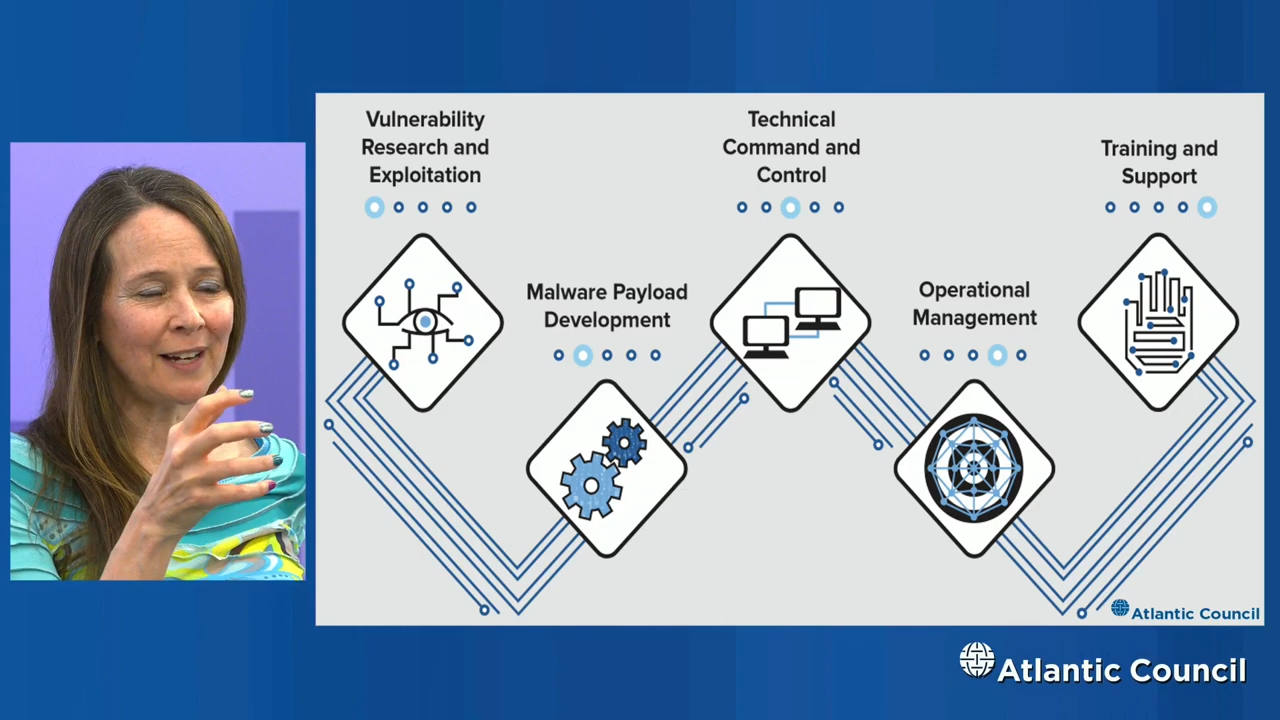 Vulnerability
Research and
Exploitation
Malware Payload
Development
Technical
Command and
Control
Operational
Management
Training and
Support
Atlantic Council
Atlantic Council